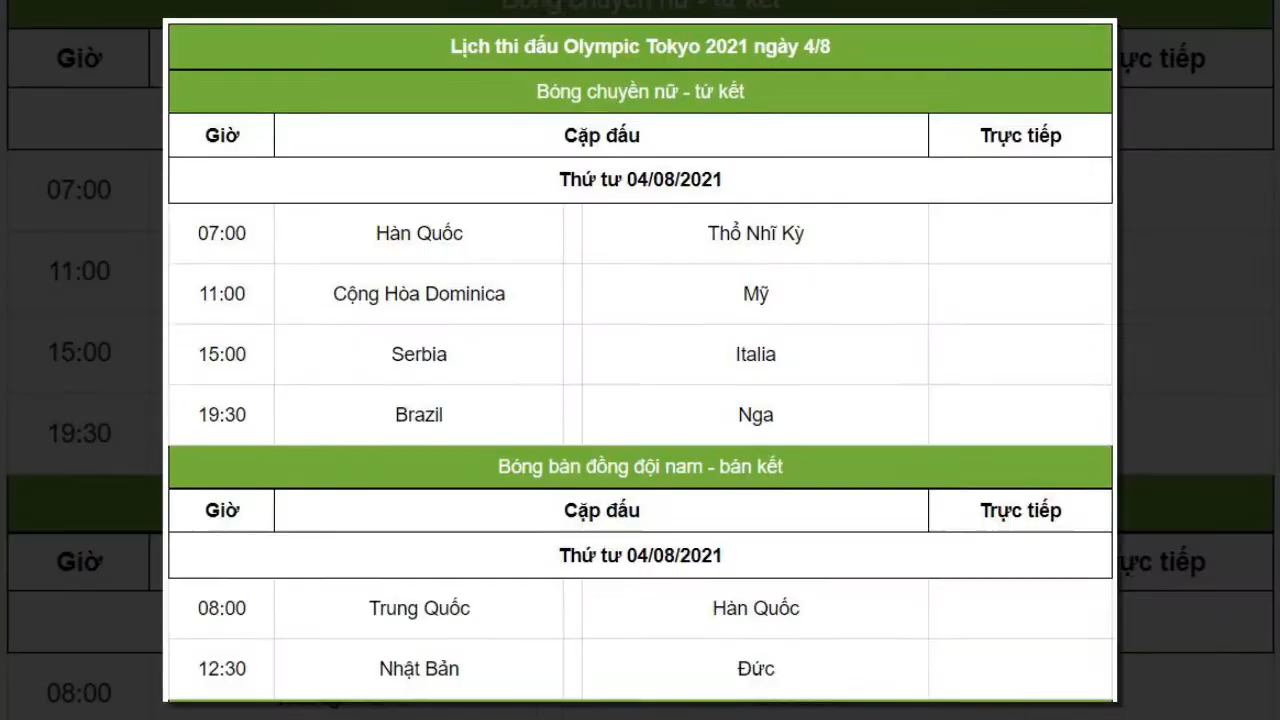 Lịch thi đấu Olympic Tokyo 2021 ngày 4/8
Bóng chuyền nữ - tứ kết
Giờ Cặp đấu Trực tiếp
Thứ tư 04/08/2021
07:00 Hàn Quốc Thổ Nhĩ Kỳ
11:00 Cộng Hòa Dominica Mỹ
15:00 Serbia Italia
19:30 Brazil Nga
Bóng bàn đồng đội nam - bán kết
Giờ Cặp đấu Trực tiếp
Thứ tư 04/08/2021
08:00 Trung Quốc Hàn Quốc
12:30 Nhật Bản Đức